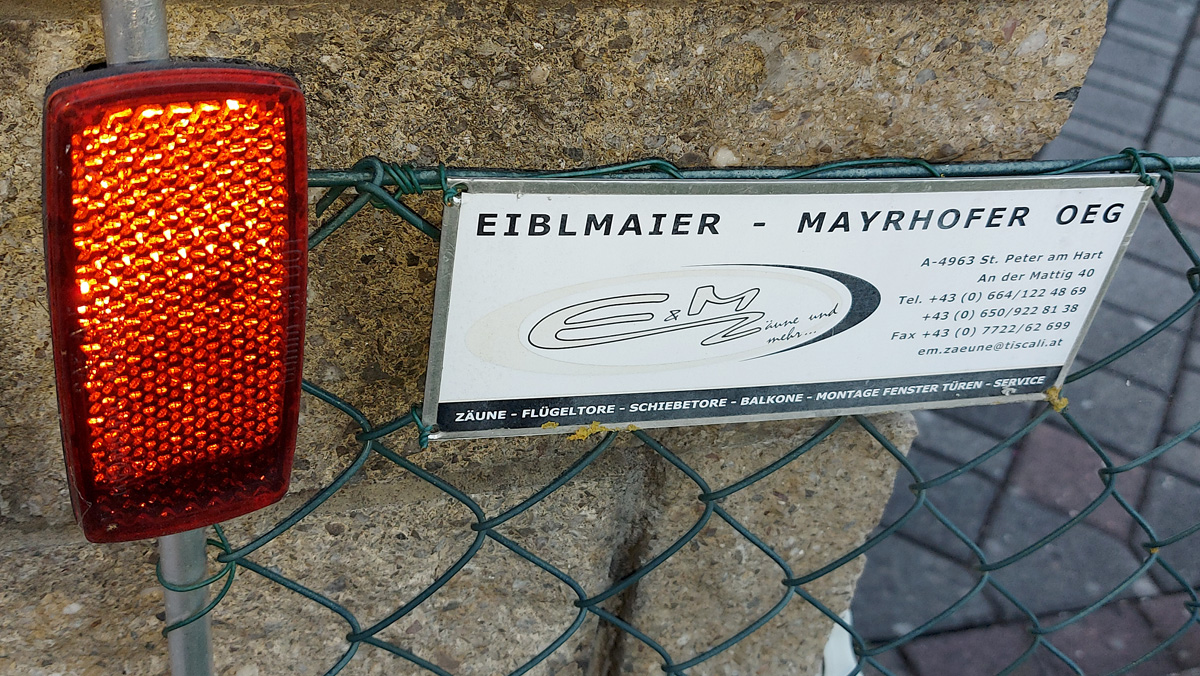 EIBLMAIER - MAYRHOFER OEG
A-4963 St. Peter am Hart
An der Mattig 40
Tel. +43 (0) 664/122 48 69
+43 (0) 650/922 81 38
Fax +43 (0) 7722/62 699
em.zaeune@tiscali.at
E & M Zäune und
mehr...
ZÄUNE - FLÜGELTORE - SCHIEBETORE - BALKONE - MONTAGE FENSTER TÜREN - SERVICE